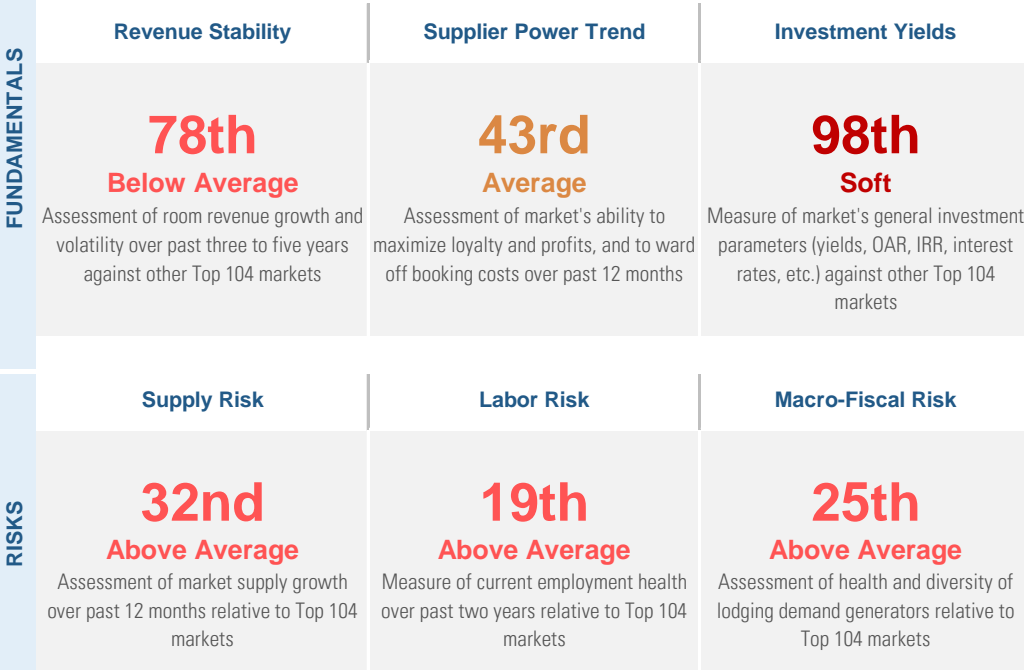 FUNDAMENTALS
Revenue Stability
78th
Below Average
Assessment of room revenue growth and
volatility over past three to five years
against other Top 104 markets
Supplier Power Trend
43rd
Average
Assessment of market's ability to
maximize loyalty and profits, and to ward
off booking costs over past 12 months
Investment Yields
98th
Soft
Measure of market's general investment
parameters (yields, OAR, IRR, interest
rates, etc.) against other Top 104
markets
RISKS
Supply Risk
32nd
Above Average
Assessment of market supply growth
over past 12 months relative to Top 104
markets
Labor Risk
19th
Above Average
Measure of current employment health
over past two years relative to Top 104
markets
Macro-Fiscal Risk
25th
Above Average
Assessment of health and diversity of
lodging demand generators relative to
Top 104 markets